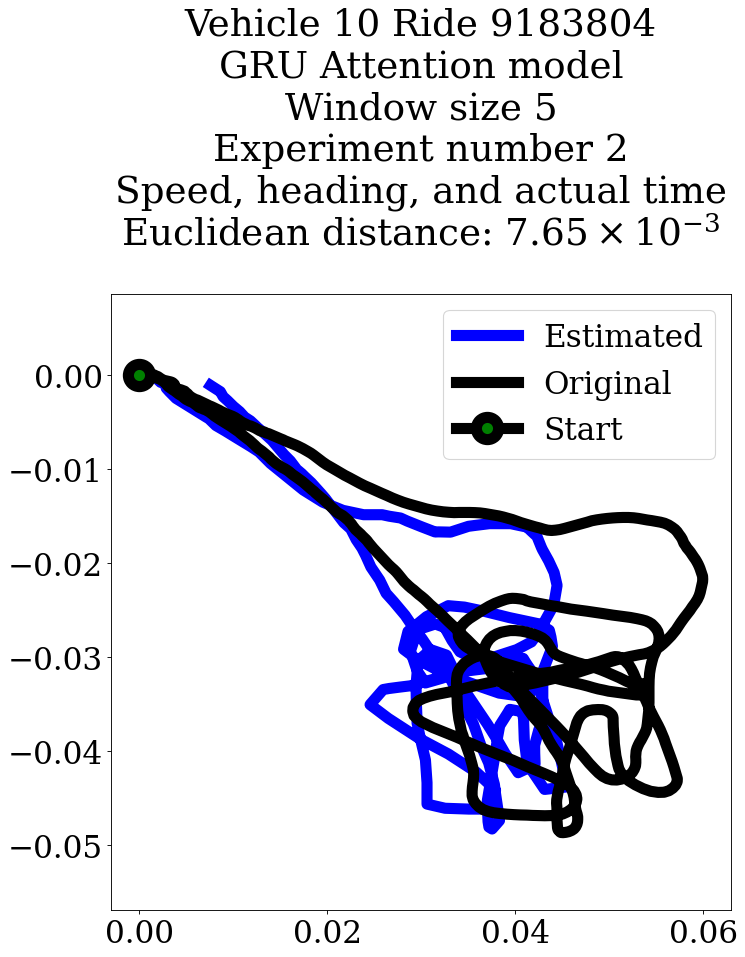 Vehicle 10 Ride 9183804
GRU Attention model
Window size 5
Experiment number 2
Speed, heading, and actual time
Euclidean distance: 7.65 × 10⁻³
Estimated
Original
Start
0.00
−0.01
−0.02
−0.03
−0.04
−0.05
0.00 0.02 0.04 0.06